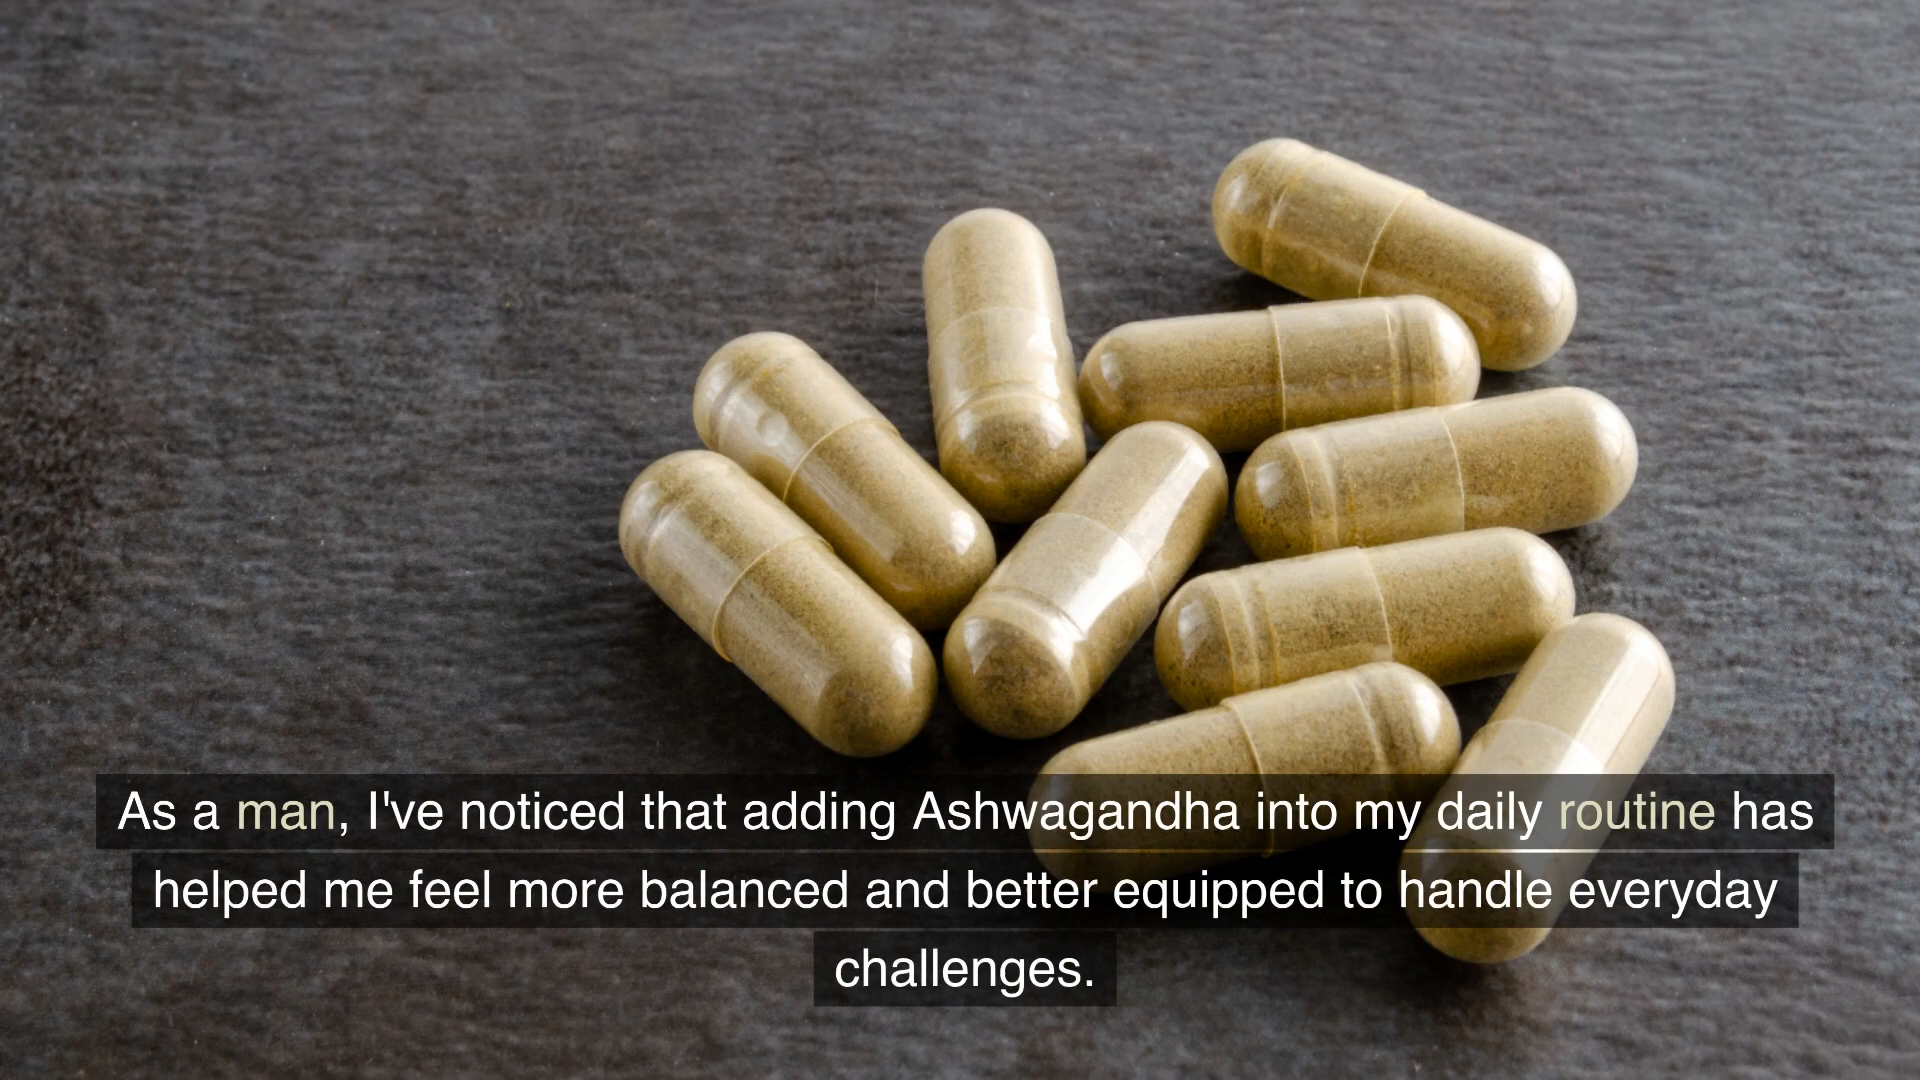 As a man, I've noticed that adding Ashwagandha into my daily routine has
helped me feel more balanced and better equipped to handle everyday
challenges.